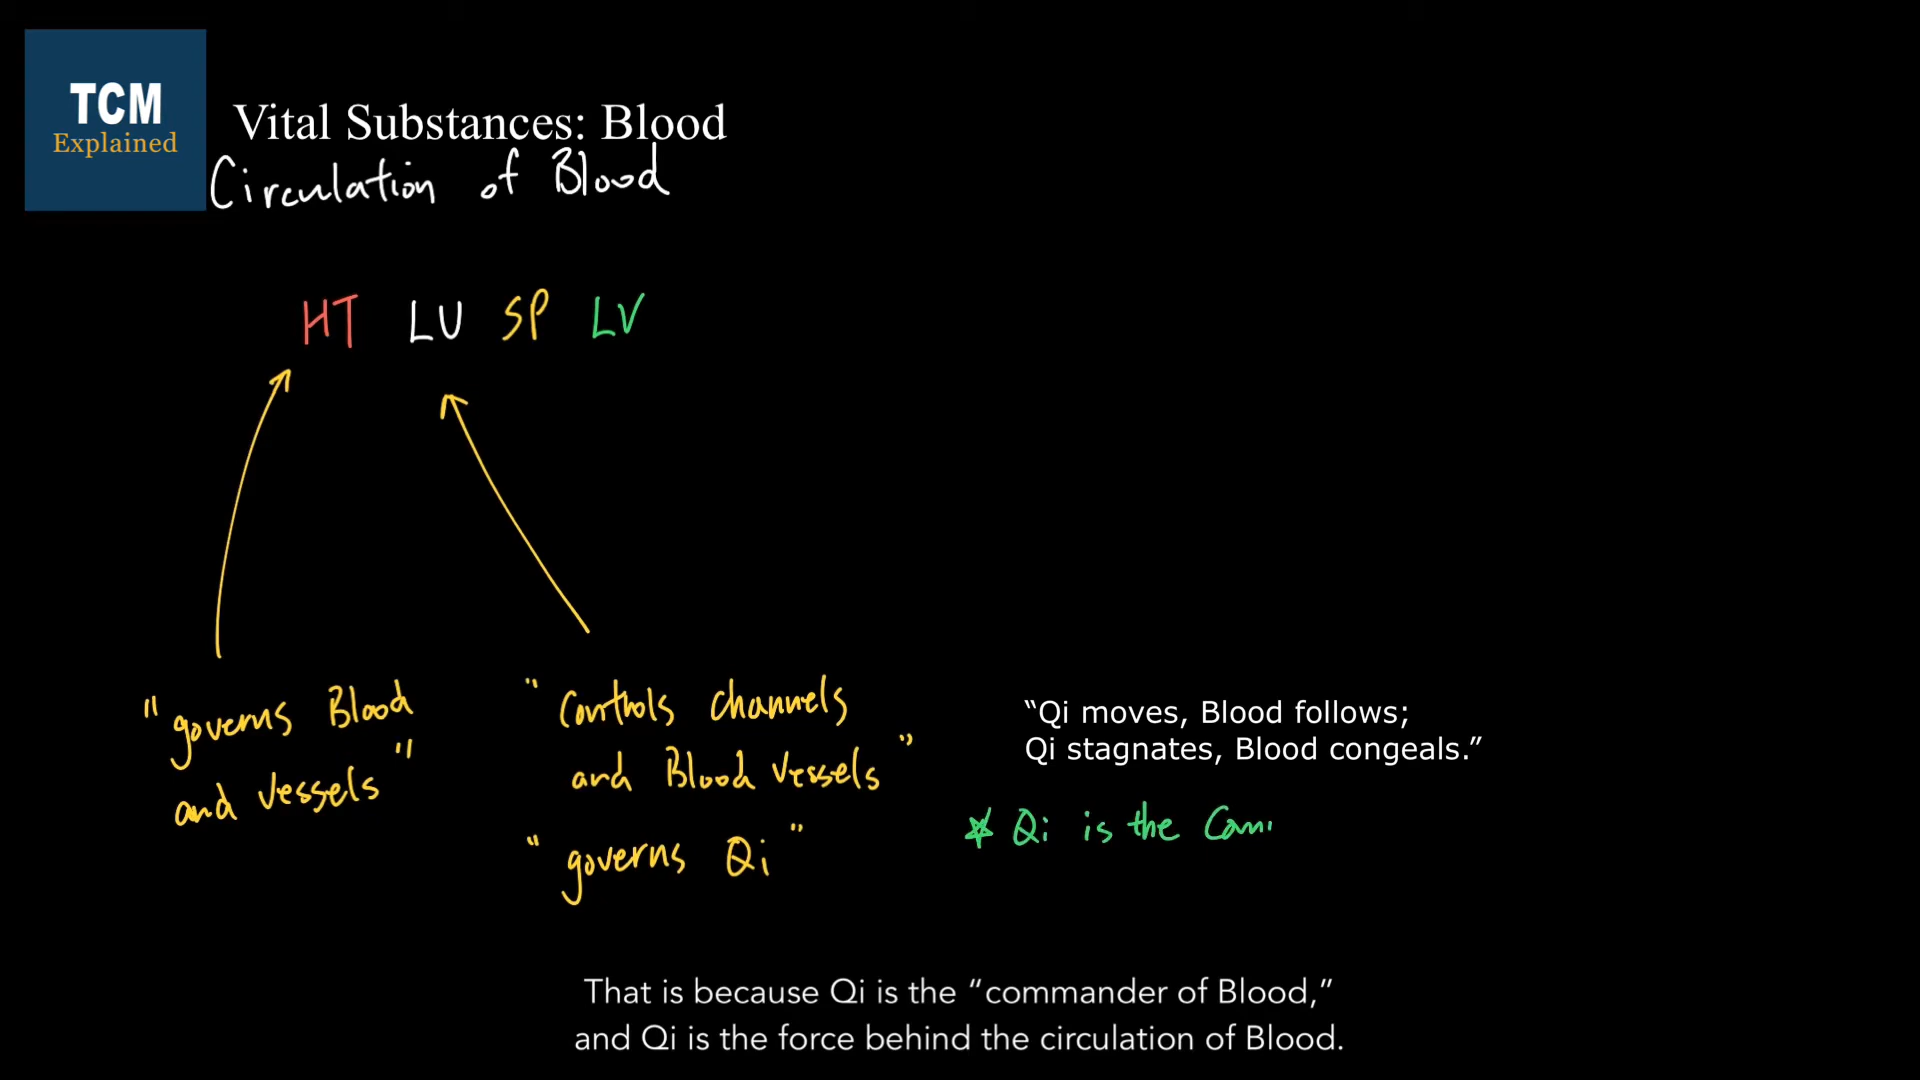 TCM
Explained
Vital Substances: Blood
Circulation of Blood
HT LU SP LV
"governs Blood
and vessels"
"Controls channels
and Blood vessels"
"governs Qi"
“Qi moves, Blood follows;
Qi stagnates, Blood congeals.”
* Qi is the Com
That is because Qi is the “commander of Blood,”
and Qi is the force behind the circulation of Blood.